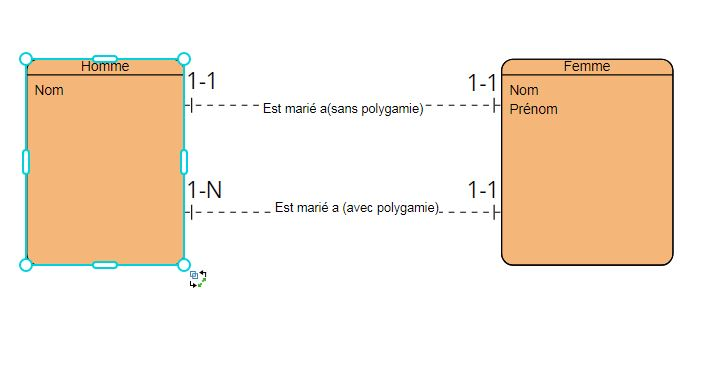 Homme
Nom
1-1
Est marié a(sans polygamie)
1-1
1-N
Est marié a (avec polygamie)
1-1
Femme
Nom
Prénom